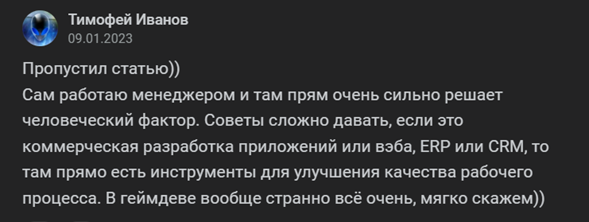 Тимофей Иванов
09.01.2023
Пропустил статью))
Сам работаю менеджером и там прям очень сильно решает
человеческий фактор. Советы сложно давать, если это
коммерческая разработка приложений или вэба, ERP или CRM, то
там прямо есть инструменты для улучшения качества рабочего
процесса. В геймдеве вообще странно всё очень, мягко скажем))